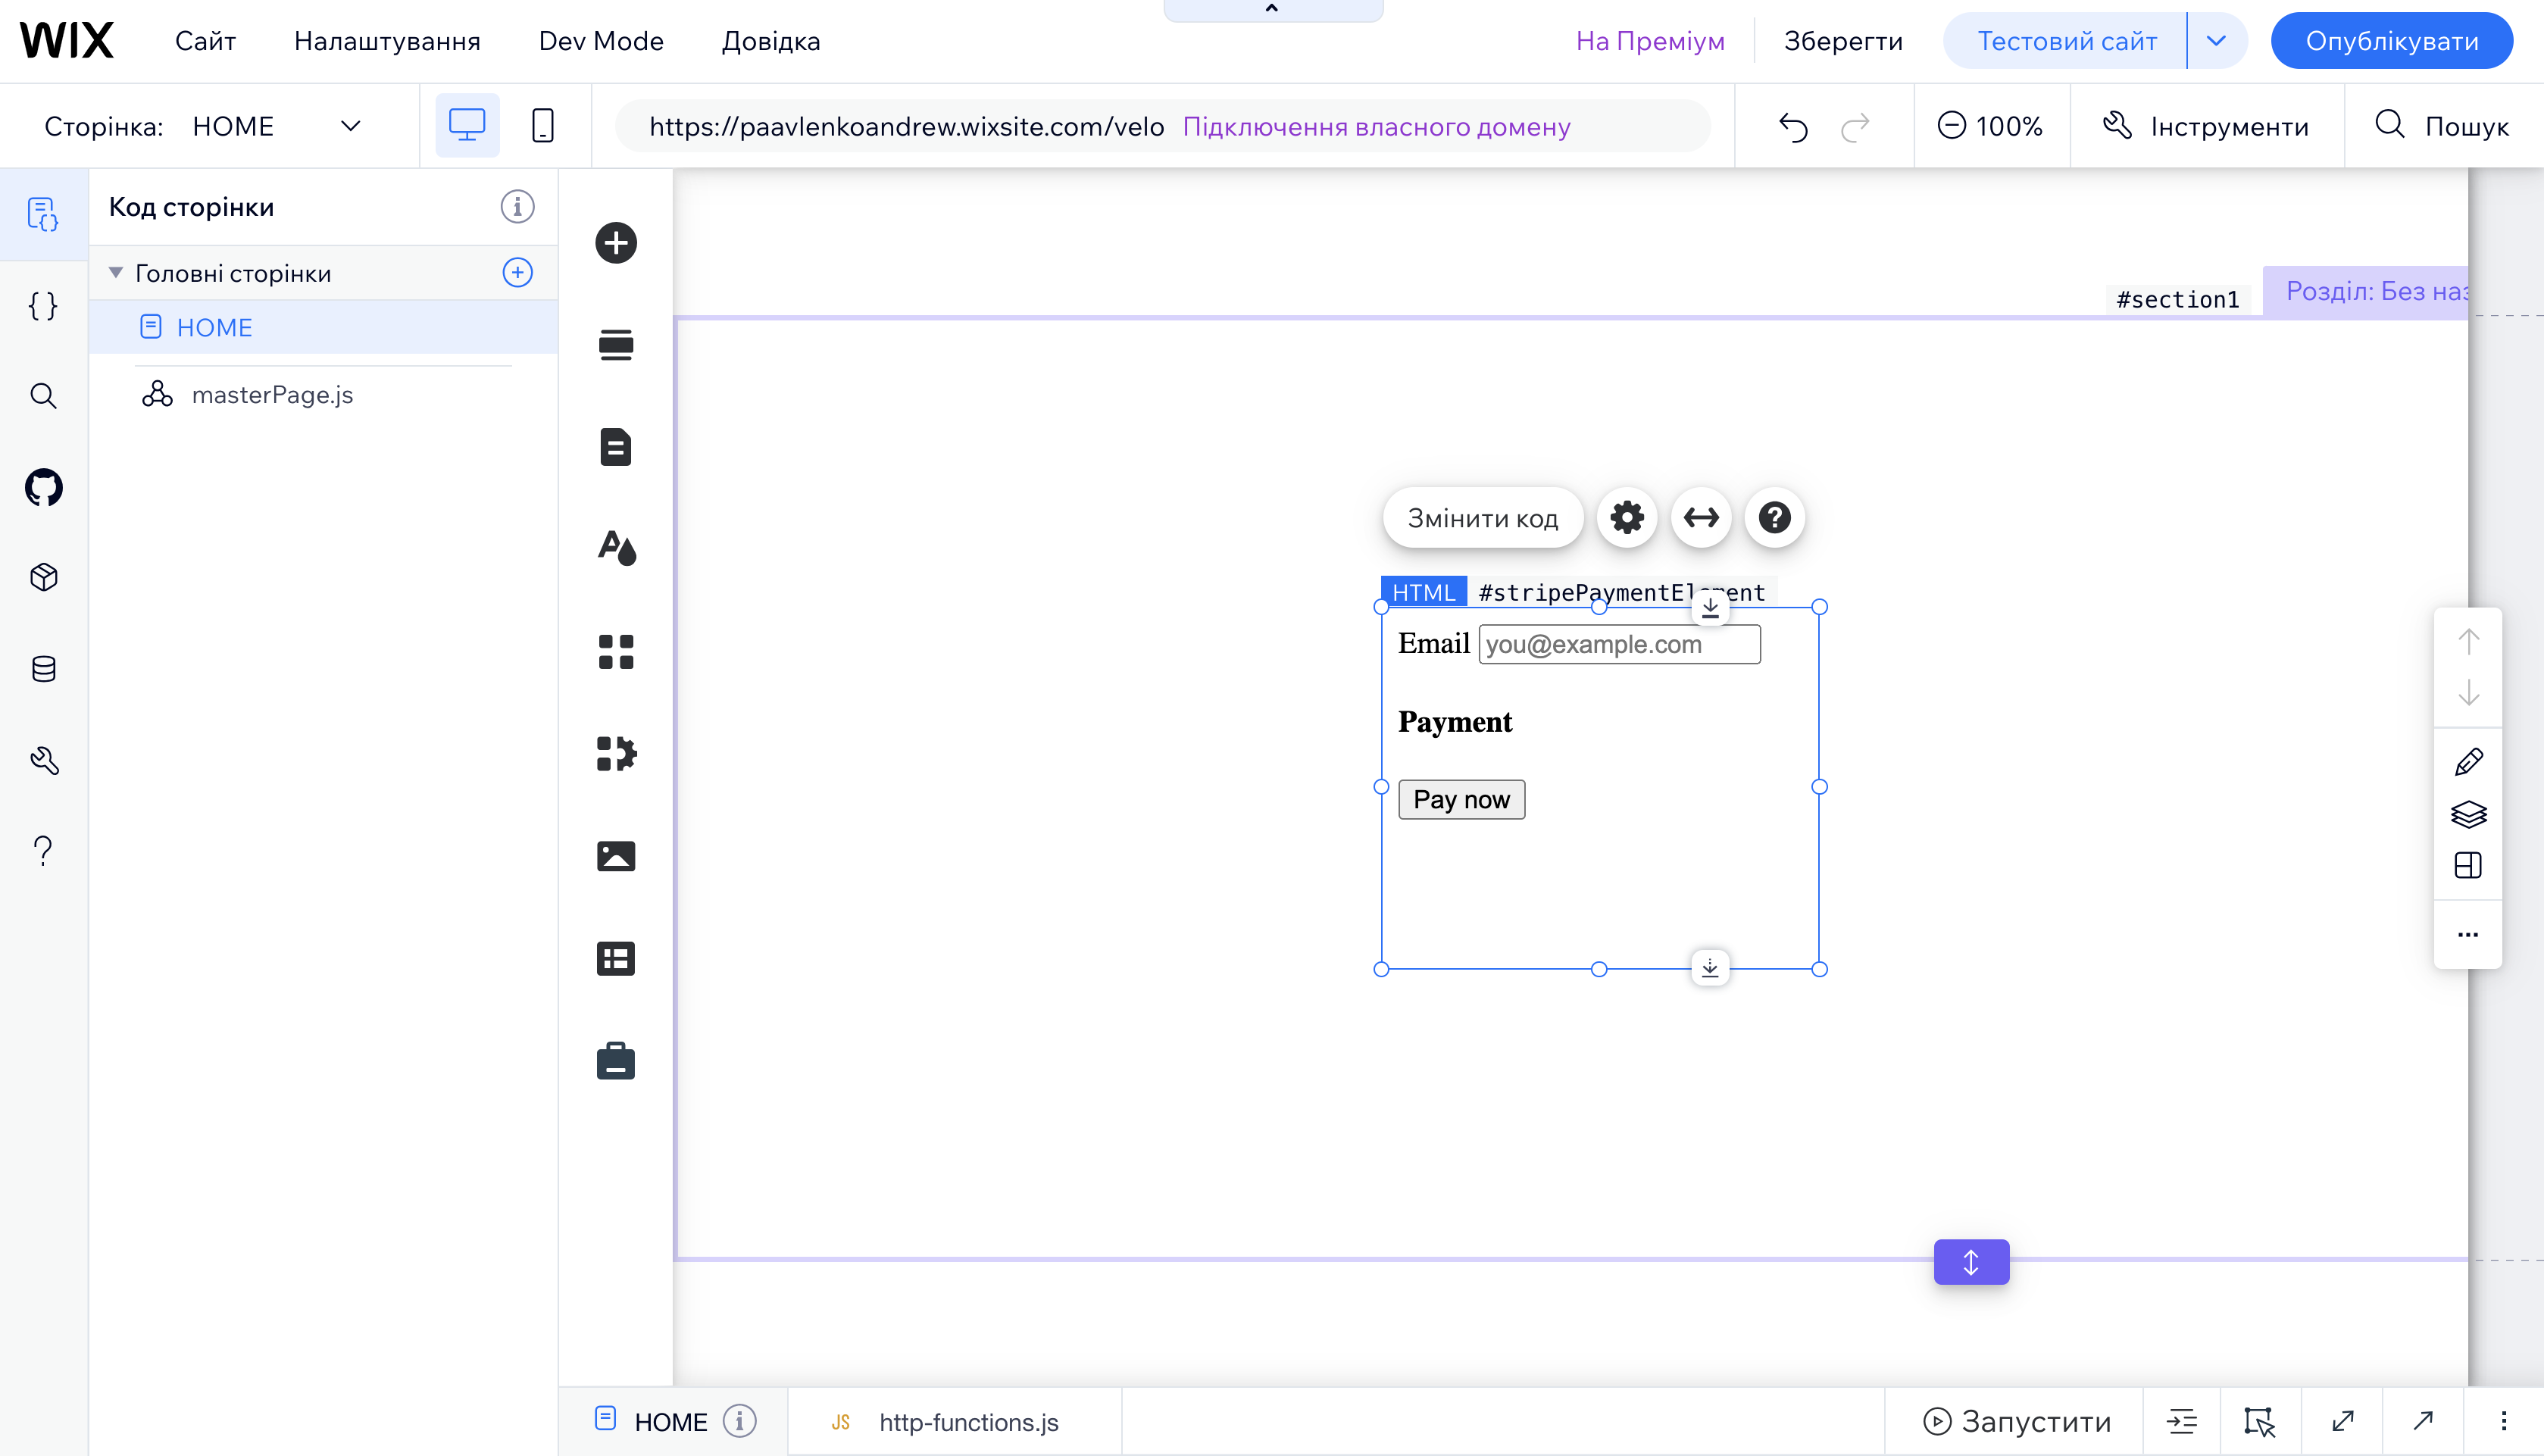 WIX
Сайт
Налаштування
Dev Mode
Довідка
На Преміум
Зберегти
Тестовий сайт
Опублікувати
Сторінка: HOME
https://paavlenkoandrew.wixsite.com/velo Підключення власного домену
100%
Інструменти
Пошук
Код сторінки
Головні сторінки
HOME
masterPage.js
#section1
Розділ: Без наз
Змінити код
HTML #stripePaymentElement
Email you@example.com
Payment
Pay now
HOME
JS http-functions.js
Запустити